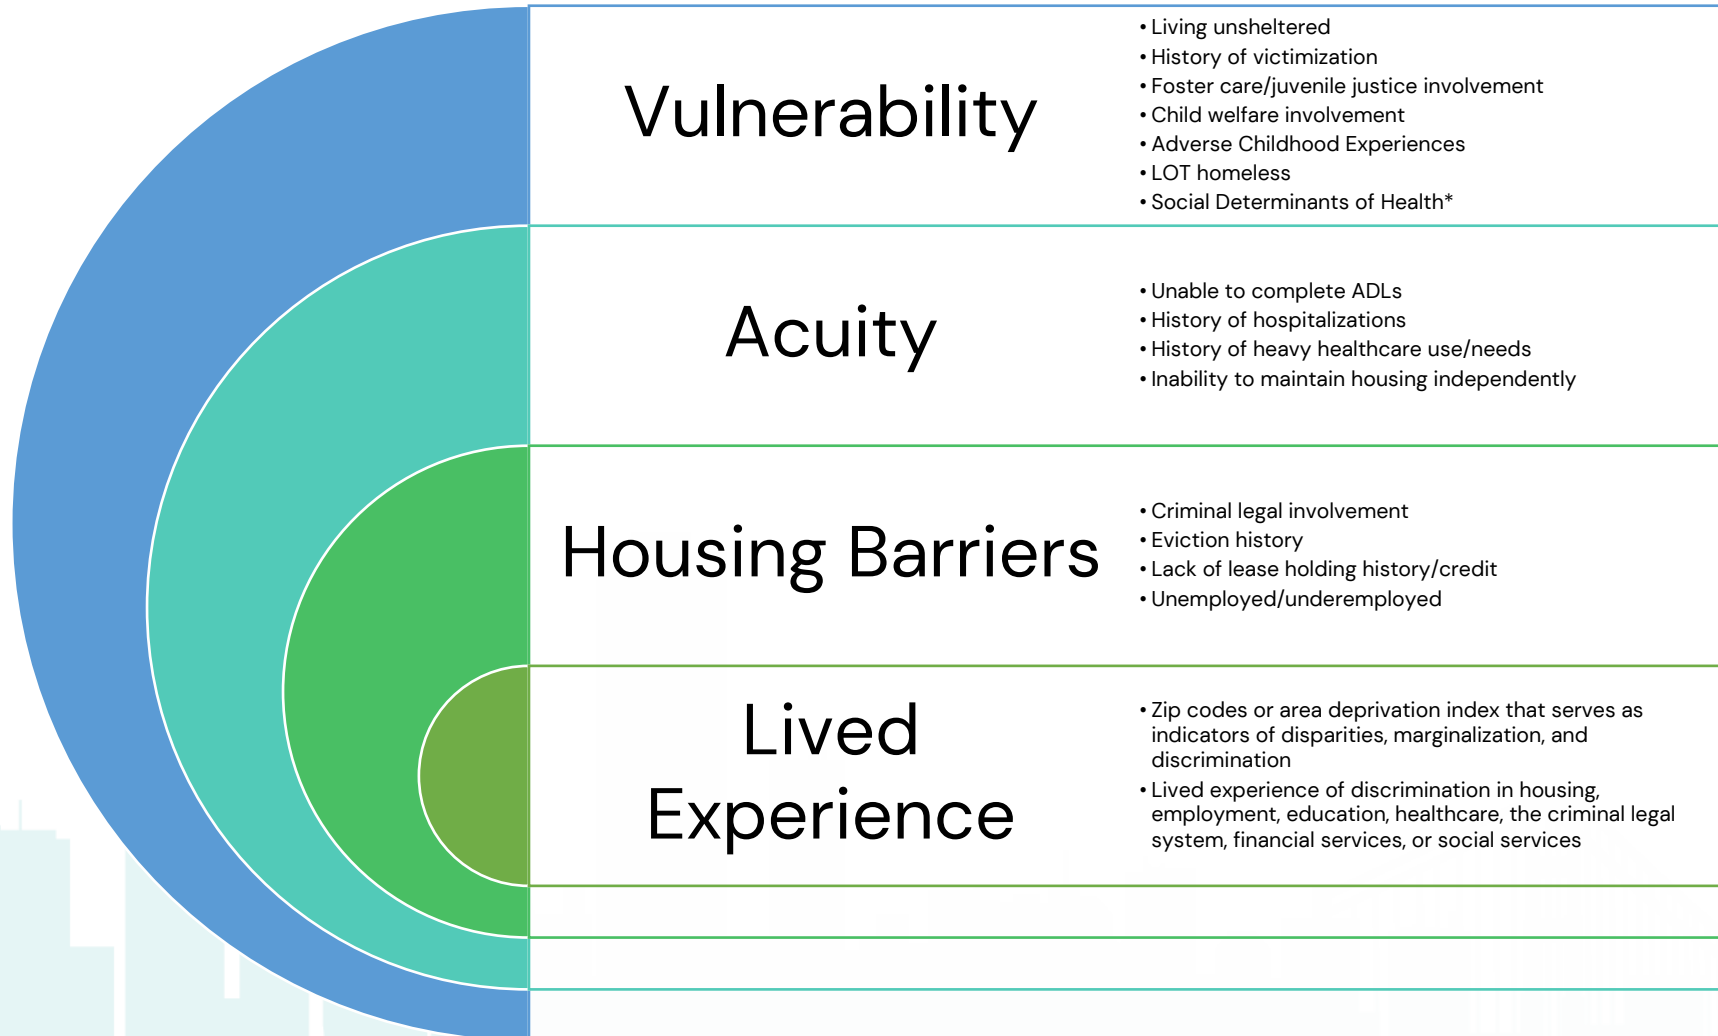 Vulnerability
• Living unsheltered
• History of victimization
• Foster care/juvenile justice involvement
• Child welfare involvement
• Adverse Childhood Experiences
• LOT homeless
• Social Determinants of Health*
Acuity
• Unable to complete ADLs
• History of hospitalizations
• History of heavy healthcare use/needs
• Inability to maintain housing independently
Housing Barriers
• Criminal legal involvement
• Eviction history
• Lack of lease holding history/credit
• Unemployed/underemployed
Lived
Experience
• Zip codes or area deprivation index that serves as
indicators of disparities, marginalization, and
discrimination
• Lived experience of discrimination in housing,
employment, education, healthcare, the criminal legal
system, financial services, or social services